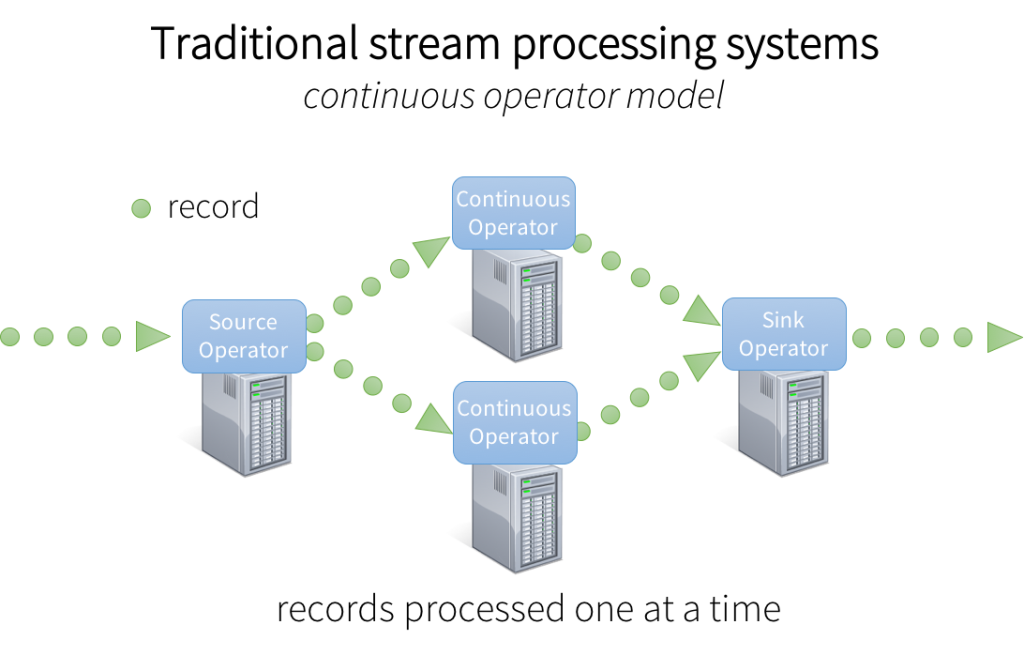 Traditional stream processing systems
continuous operator model
record
Continuous
Operator
Source
Operator
Sink
Operator
Continuous
Operator
records processed one at a time